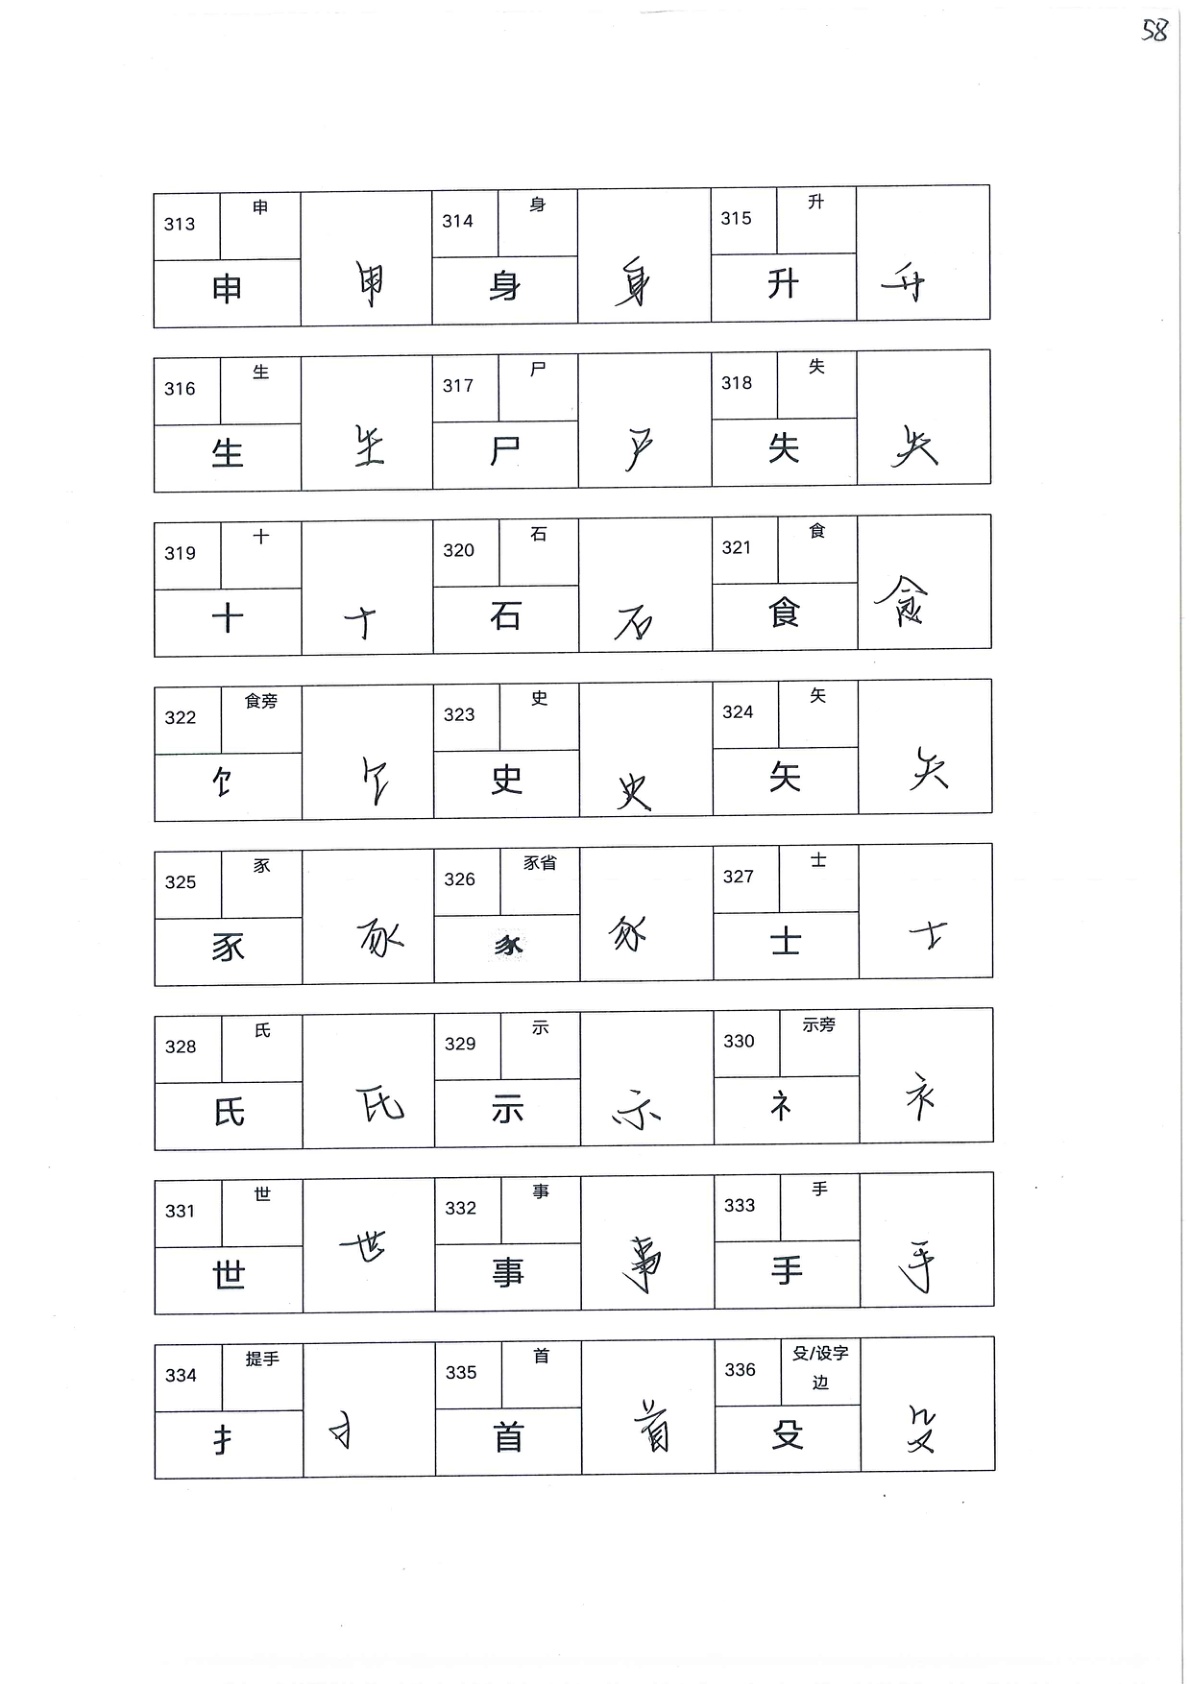 58
313 申 申 申 314 身 身 身 315 升 升 升
316 生 生 生 317 尸 尸 尸 318 失 失 失
319 十 十 十 320 石 石 石 321 食 食 食
322 食旁 饣 饣 323 史 史 史 324 矢 矢 矢
325 豕 豕 豕 326 豕省 327 士 士 士
328 氏 氏 氏 329 示 示 示 330 示旁 礻 礻
331 世 世 世 332 事 事 事 333 手 手 手
334 提手 扌 扌 335 首 首 首 336 殳/设字边 殳 殳